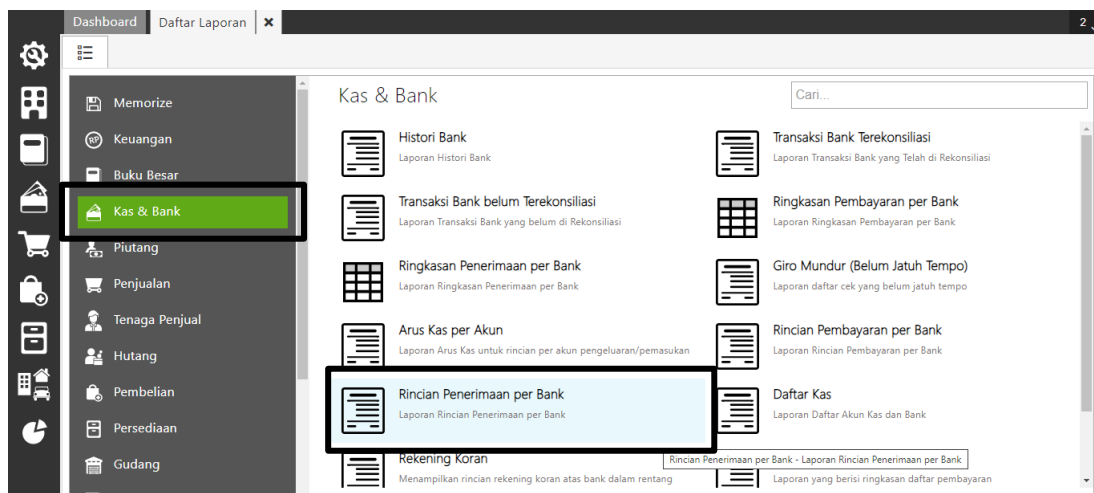 Dashboard
Daftar Laporan
2
Memorize
RP Keuangan
Buku Besar
Kas & Bank
Piutang
Penjualan
Tenaga Penjual
Hutang
Pembelian
Persediaan
Gudang
Kas & Bank
Cari...
Histori Bank
Laporan Histori Bank
Transaksi Bank Terekonsiliasi
Laporan Transaksi Bank yang Telah di Rekonsiliasi
Transaksi Bank belum Terekonsiliasi
Laporan Transaksi Bank yang belum di Rekonsiliasi
Ringkasan Pembayaran per Bank
Laporan Ringkasan Pembayaran per Bank
Ringkasan Penerimaan per Bank
Laporan Ringkasan Penerimaan per Bank
Giro Mundur (Belum Jatuh Tempo)
Laporan daftar cek yang belum jatuh tempo
Arus Kas per Akun
Laporan Arus Kas untuk rincian per akun pengeluaran/pemasukan
Rincian Pembayaran per Bank
Laporan Rincian Pembayaran per Bank
Rincian Penerimaan per Bank
Laporan Rincian Penerimaan per Bank
Daftar Kas
Laporan Daftar Akun Kas dan Bank
Rekening Koran
Menampilkan rincian rekening koran atas bank dalam rentang
Rincian Penerimaan per Bank - Laporan Rincian Penerimaan per Bank
Laporan yang berisi ringkasan daftar pembayaran